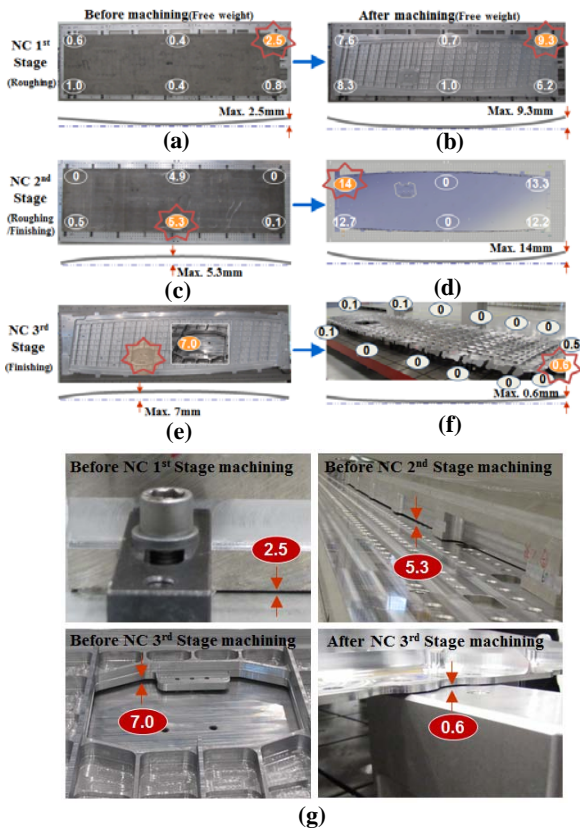 Before machining(Free weight)
After machining(Free weight)
NC 1st
Stage
(Roughing)
0.6
0.4
2.5
1.0
0.4
0.8
Max. 2.5mm
(a)
7.6
0.7
9.3
8.3
1.0
6.2
Max. 9.3mm
(b)
NC 2nd
Stage
(Roughing
/Finishing)
0
4.9
0
0.5
5.3
0.1
Max. 5.3mm
(c)
14
0
13.3
12.7
0
12.2
Max. 14mm
(d)
NC 3rd
Stage
(Finishing)
7.0
Max. 7mm
(e)
0.1
0.1
0
0
0
0
0.1
0.5
0
0
0
0
0
0
0.6
Max. 0.6mm
(f)
Before NC 1st Stage machining
2.5
Before NC 2nd Stage machining
5.3
Before NC 3rd Stage machining
7.0
After NC 3rd Stage machining
0.6
(g)